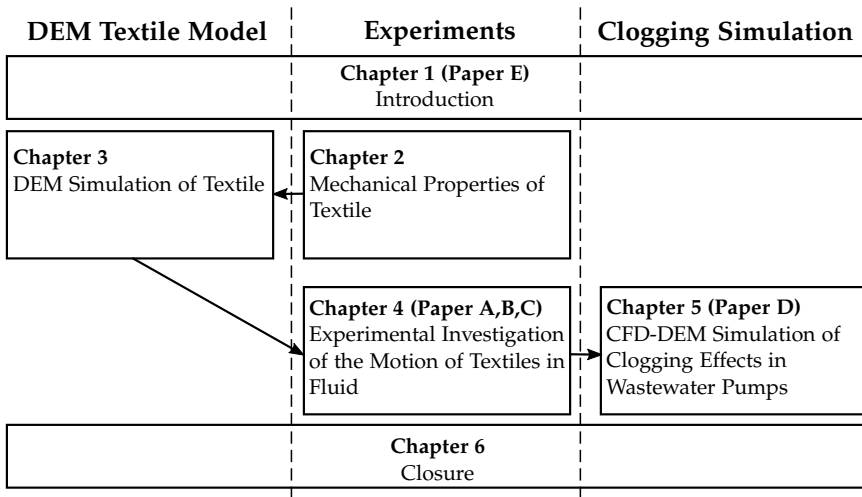 DEM Textile Model
Experiments
Clogging Simulation
Chapter 1 (Paper E)
Introduction
Chapter 3
DEM Simulation of Textile
Chapter 2
Mechanical Properties of
Textile
Chapter 4 (Paper A,B,C)
Experimental Investigation
of the Motion of Textiles in
Fluid
Chapter 5 (Paper D)
CFD-DEM Simulation of
Clogging Effects in
Wastewater Pumps
Chapter 6
Closure